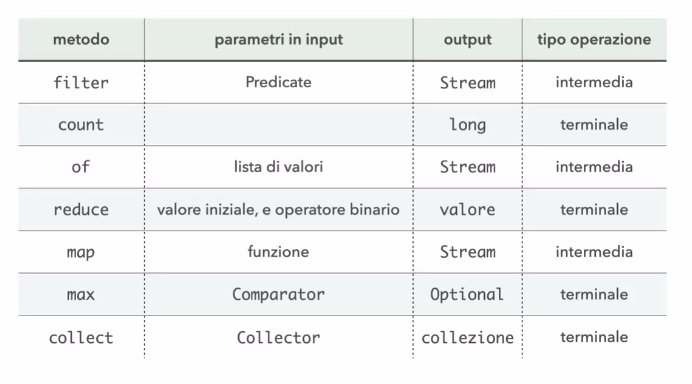 metodo parametri in input output tipo operazione
filter Predicate Stream intermedia
count long terminale
of lista di valori Stream intermedia
reduce valore iniziale, e operatore binario valore terminale
map funzione Stream intermedia
max Comparator Optional terminale
collect Collector collezione terminale